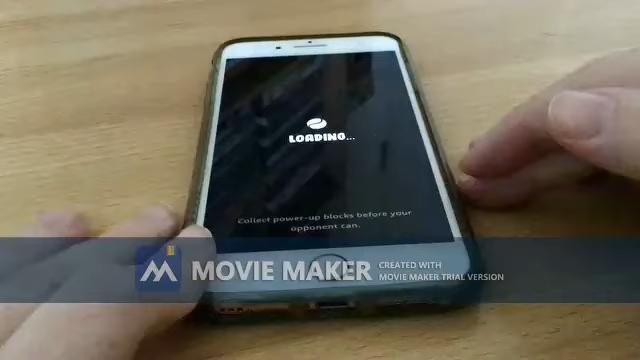 LOADING...
Collect power-up blocks before your
opponent can.
MOVIE MAKER
CREATED WITH
MOVIE MAKER TRIAL VERSION